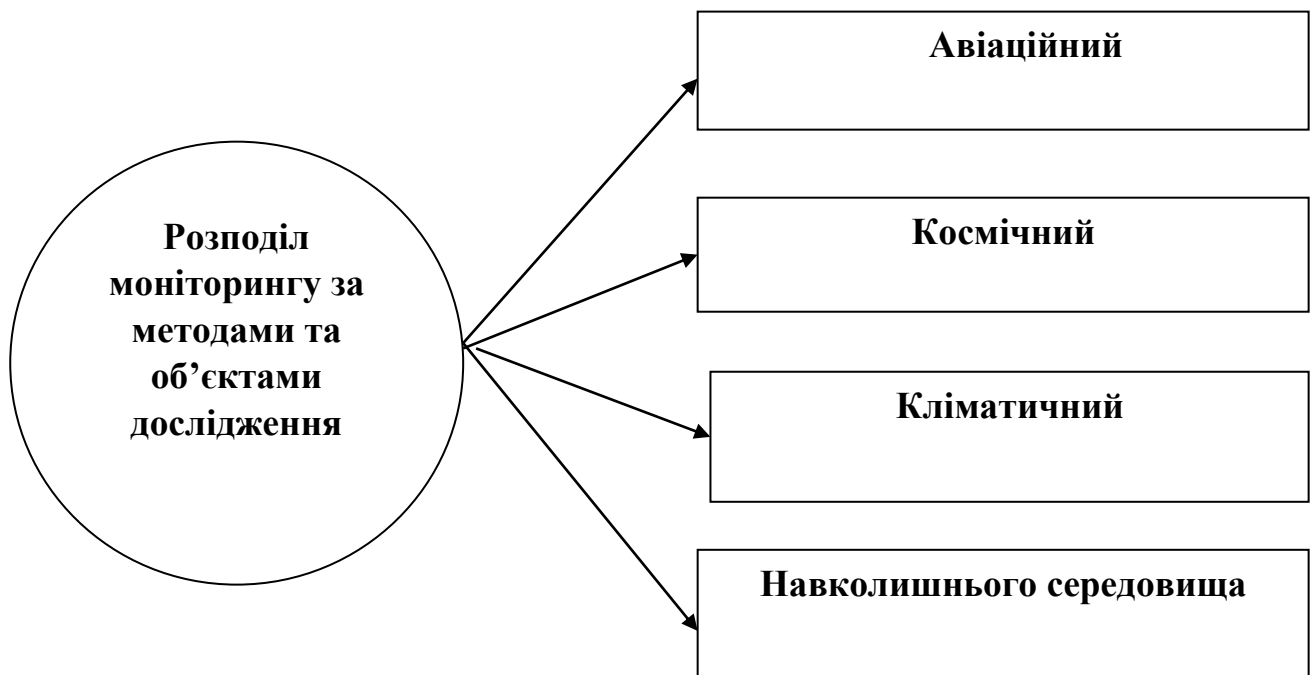 Розподіл
моніторингу за
методами та
об’єктами
дослідження
Авіаційний
Космічний
Кліматичний
Навколишнього середовища